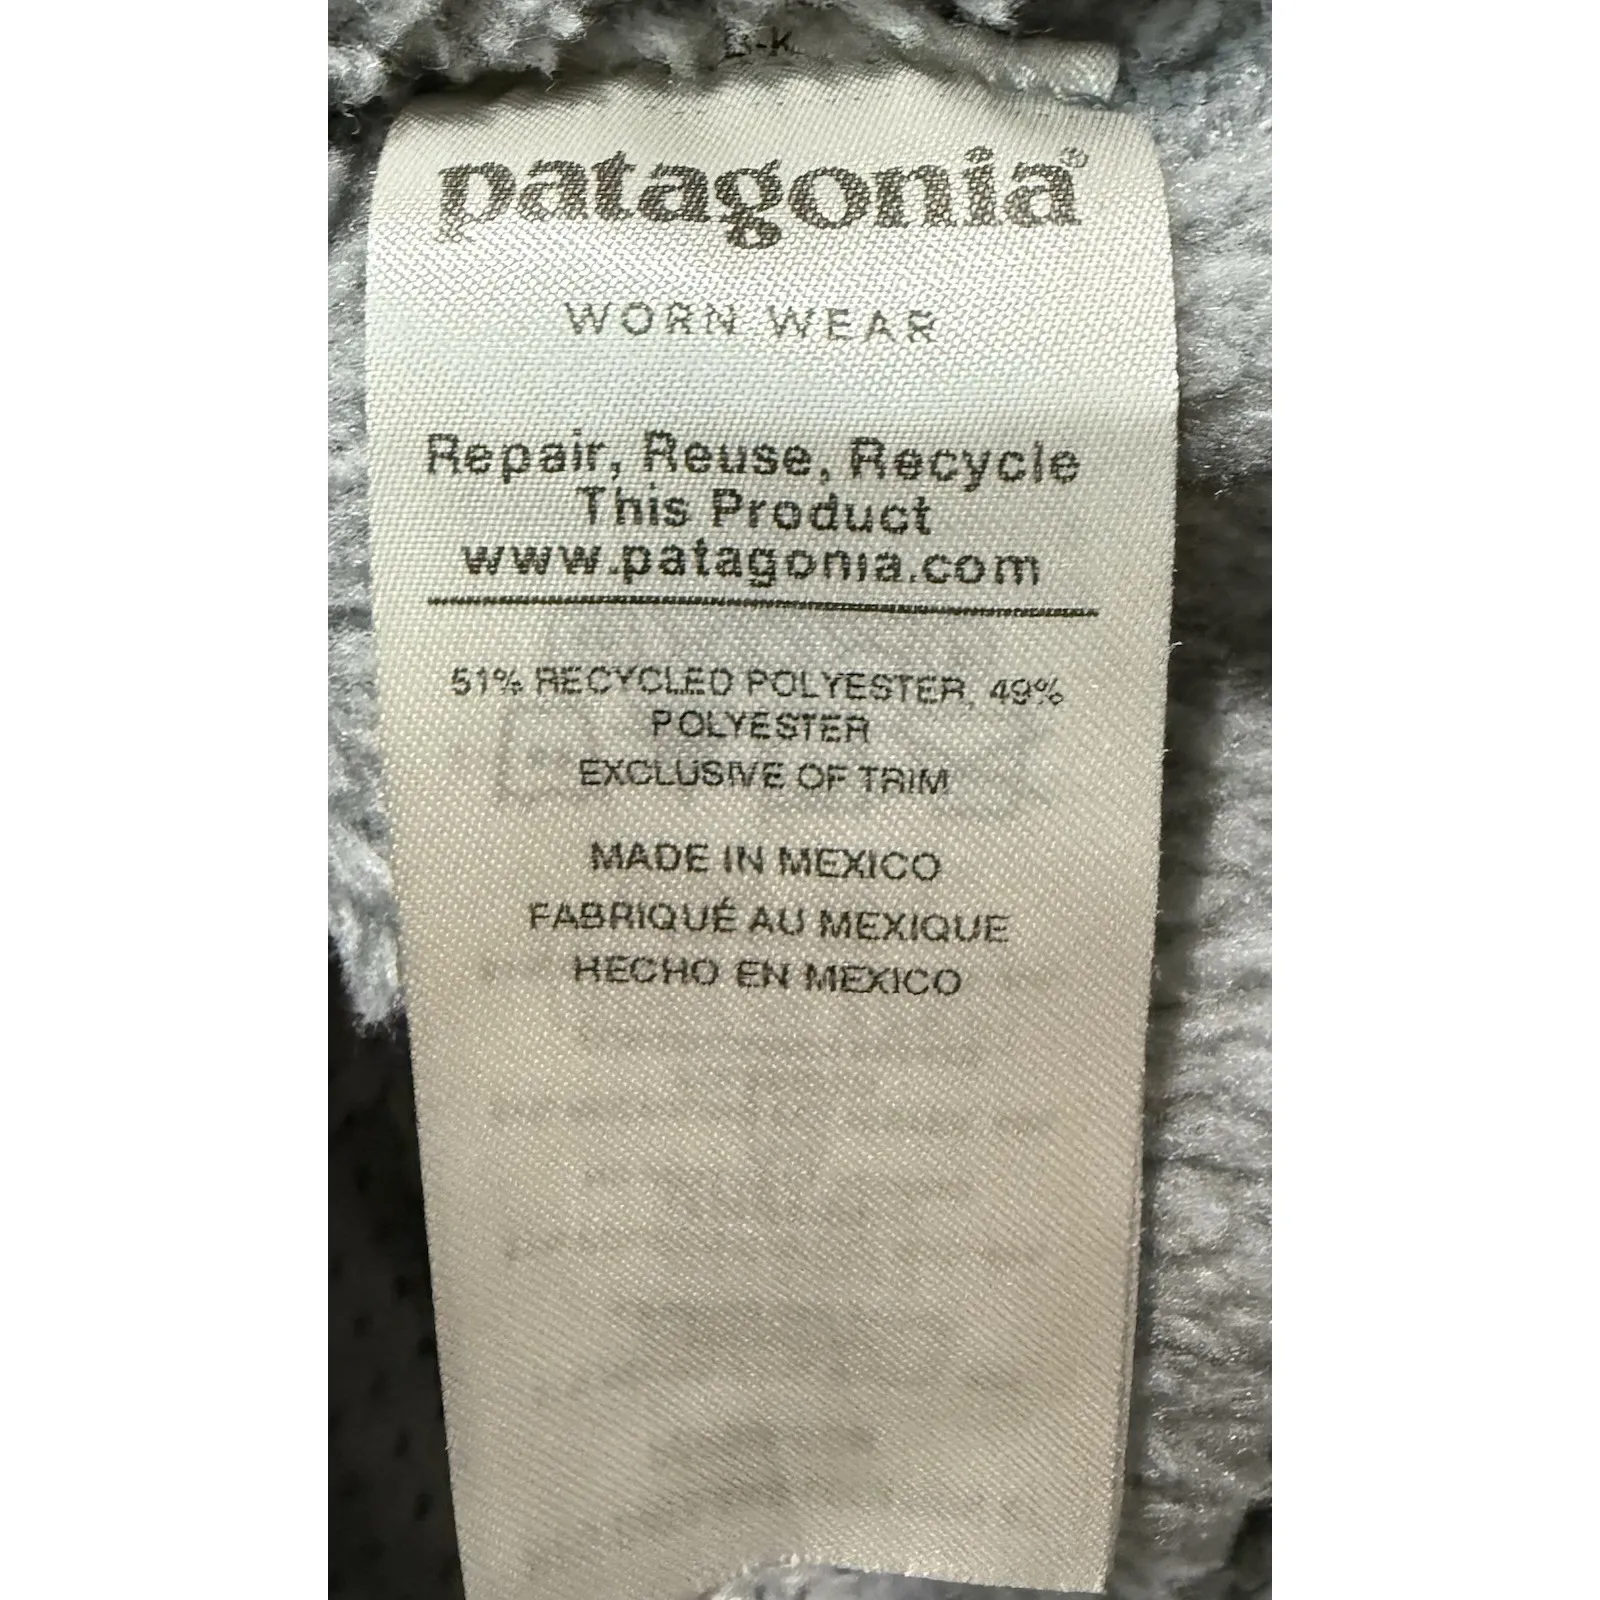 patagonia®
WORN WEAR
Repair, Reuse, Recycle
This Product
www.patagonia.com
51% RECYCLED POLYESTER, 49%
POLYESTER
EXCLUSIVE OF TRIM
MADE IN MEXICO
FABRIQUÉ AU MEXIQUE
HECHO EN MEXICO